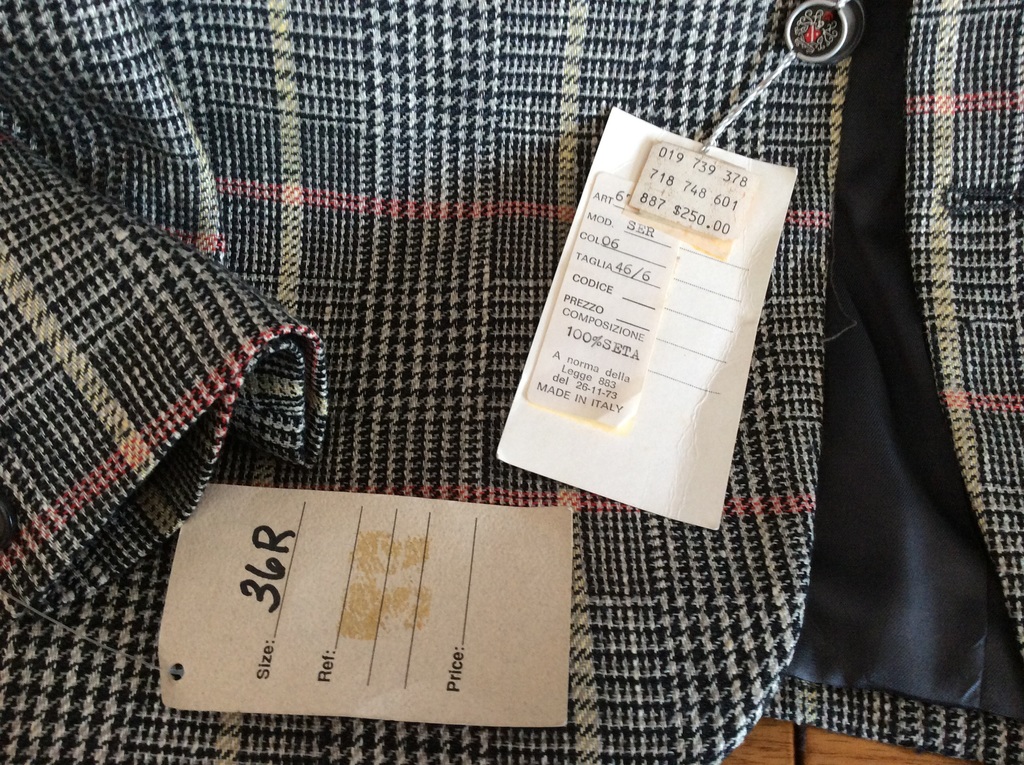 019 739 378
718 748 601
887 $250.00
ART.
MOD. SER
COL 06
TAGLIA 46/6
CODICE
PREZZO
COMPOSIZIONE
100%SETA
A norma della
Legge 883
del 26-11-73
MADE IN ITALY
Size: 36R
Ref:
Price: